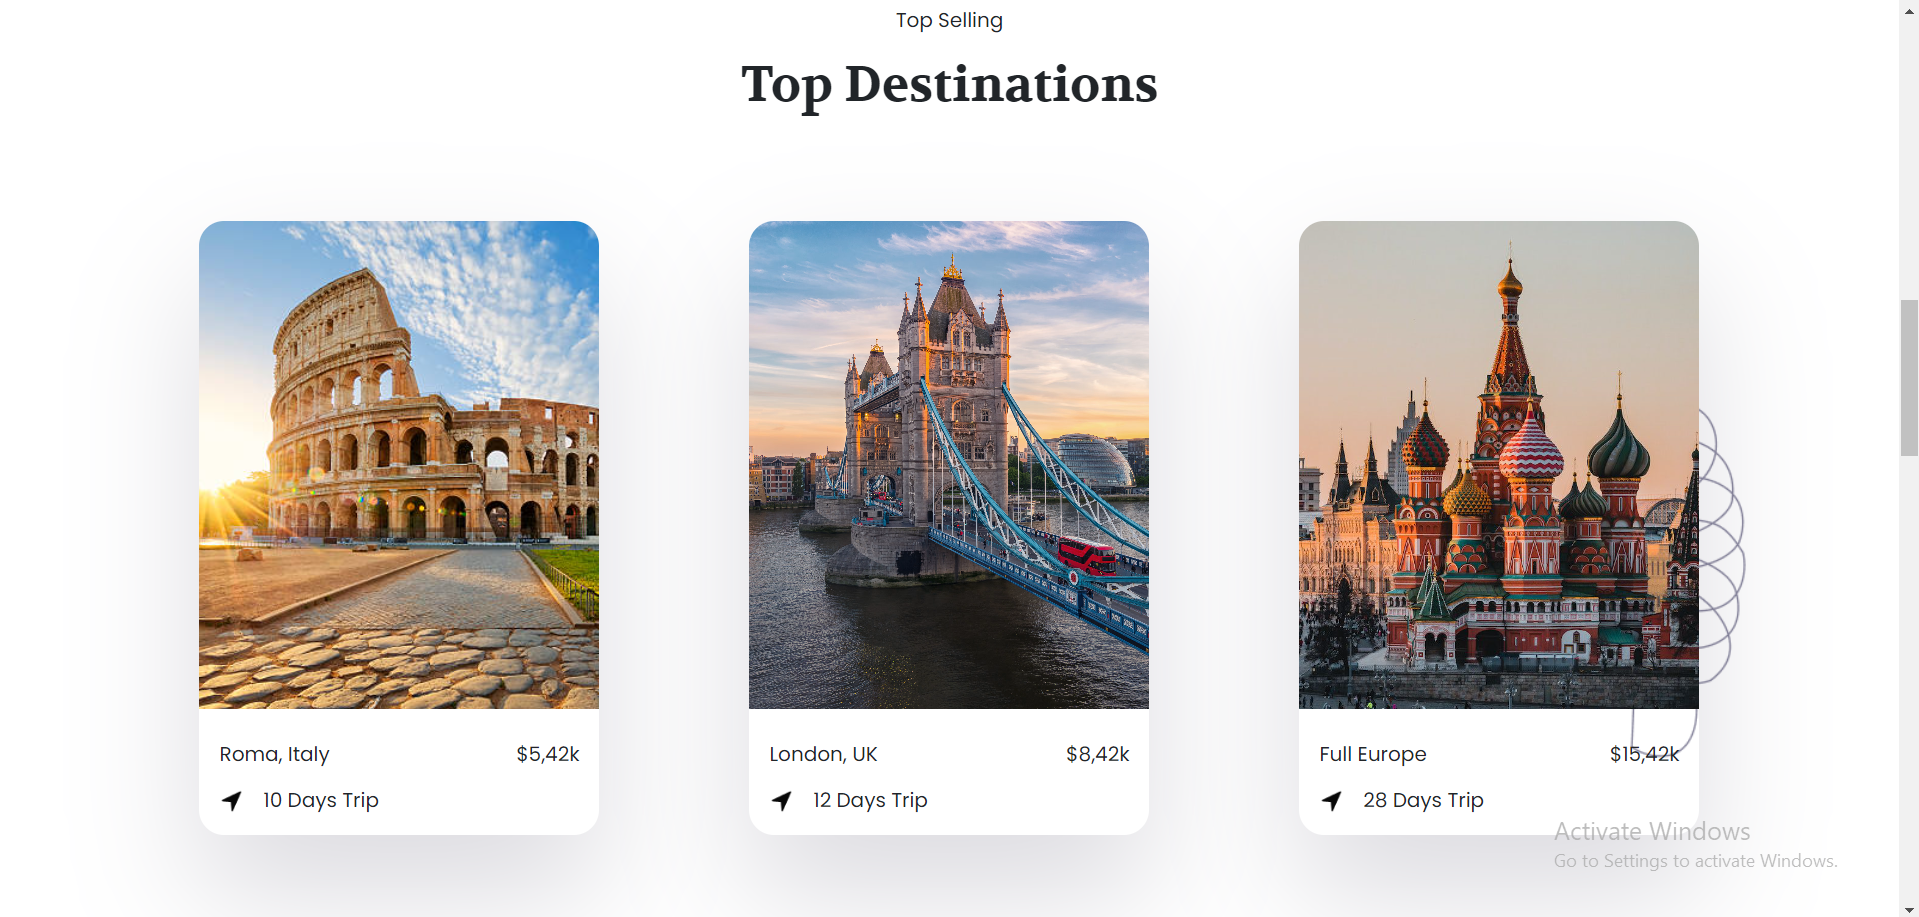 Top Selling
Top Destinations
Roma, Italy
$5,42k
10 Days Trip
London, UK
$8,42k
12 Days Trip
Full Europe
$15,42k
28 Days Trip
Activate Windows
Go to Settings to activate Windows.